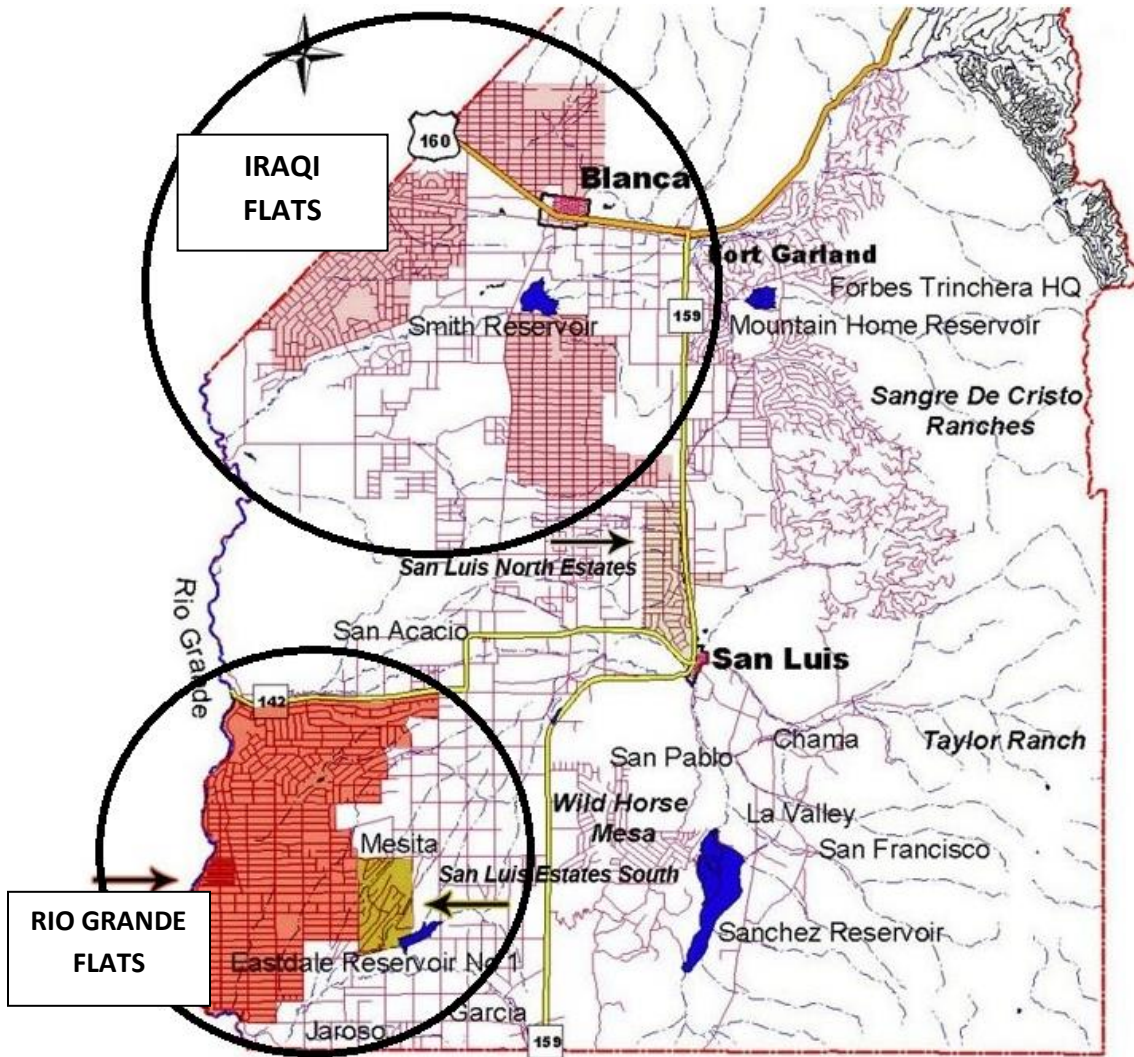 160
IRAQI
FLATS
Blanca
Fort Garland
Forbes Trinchera HQ
159
Smith Reservoir
Mountain Home Reservoir
Sangre De Cristo
Ranches
San Luis North Estates
Rio Grande
San Acacio
San Luis
142
Chama
Taylor Ranch
San Pablo
Wild Horse
Mesa
La Valley
Mesita
San Francisco
San Luis Estates South
RIO GRANDE
FLATS
Sanchez Reservoir
Eastdale Reservoir No 1
Garcia
Jaroso
159